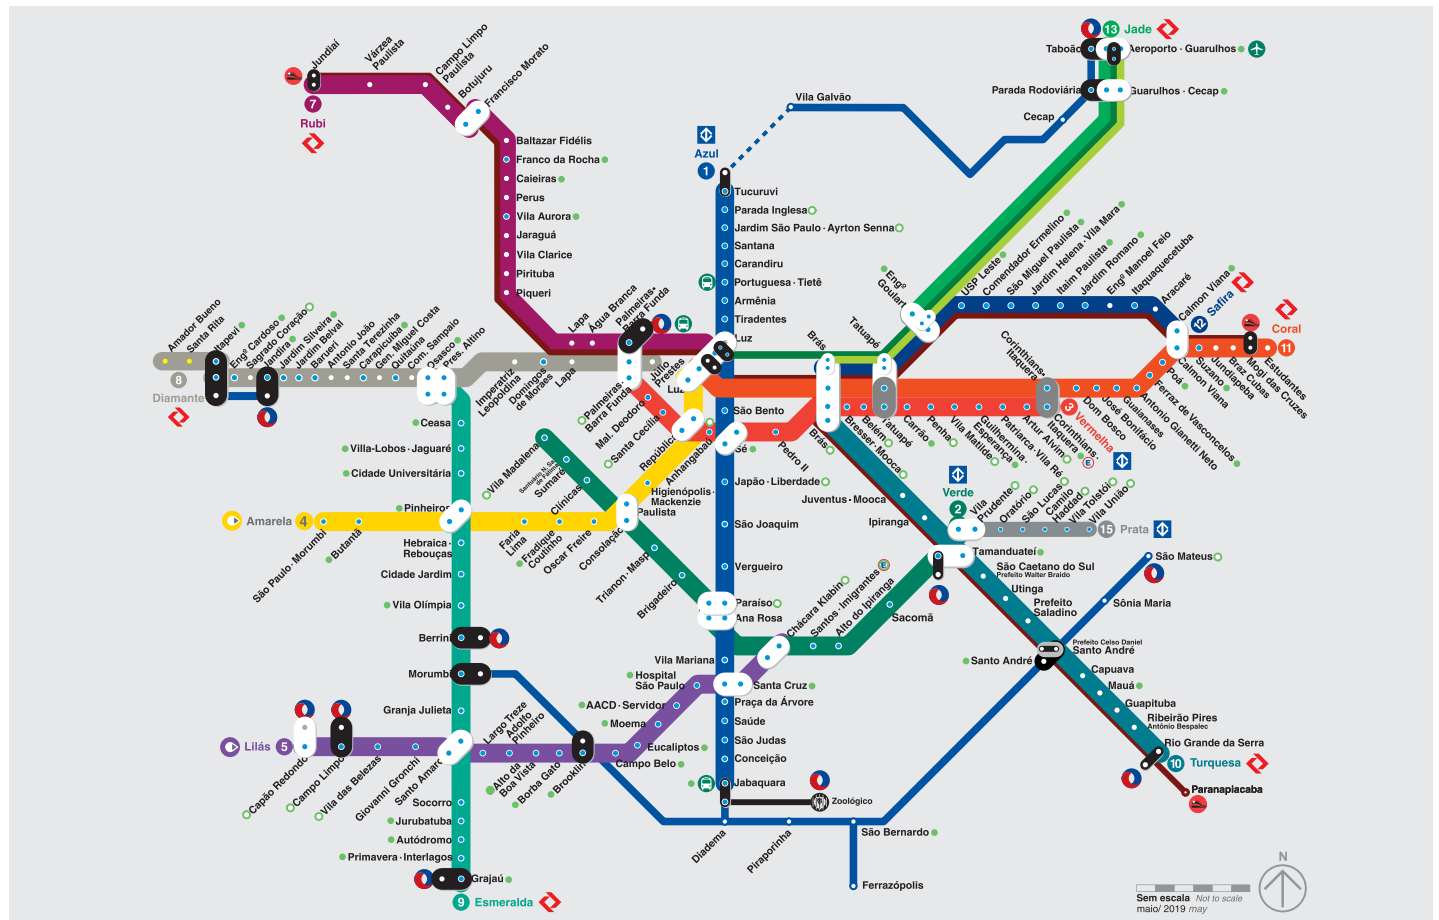 Jundiaí
Várzea
Paulista
Campo Limpo
Paulista
Botujuru
Francisco Morato
7
Rubi
Baltazar Fidélis
Franco da Rocha
Caieiras
Perus
Vila Aurora
Jaraguá
Vila Clarice
Pirituba
Piqueri
Lapa
Água Branca
Palmeiras-
Barra Funda
13
Jade
Taboão
Aeroporto · Guarulhos
Parada Rodoviária
Guarulhos · Cecap
Vila Galvão
Cecap
Azul
1
Tucuruvi
Parada Inglesa
Jardim São Paulo · Ayrton Senna
Santana
Carandiru
Portuguesa · Tietê
Armênia
Tiradentes
Luz
Engº
Goulart
USP Leste
Comendador Ermelino
São Miguel Paulista
Jardim Helena · Vila Mara
Itaim Paulista
Jardim Romano
Engº Manoel Feio
Itaquaquecetuba
Aracaré
Calmon Viana
12
Safira
Coral
11
Amador Bueno
Santa Rita
Itapevi
Engº Cardoso
Sagrado Coração
Jandira
Jardim Silveira
Jardim Belval
Barueri
Antonio João
Santa Terezinha
Carapicuíba
Gen. Miguel Costa
Quitaúna
Com. Sampaio
Osasco
Pres. Altino
8
Diamante
Imperatriz
Leopoldina
Domingos
de Moraes
Lapa
Palmeiras-
Barra Funda
Júlio
Prestes
Luz
Mal. Deodoro
Santa Cecília
República
Anhangabaú
São Bento
Sé
Pedro II
Brás
Brás
Tatuapé
Bresser-Mooca
Belém
Tatuapé
Carrão
Penha
Vila Matilde
Guilhermina ·
Esperança
Patriarca · Vila Ré
Artur Alvim
Corinthians-
Itaquera
Corinthians-
Itaquera
3
Vermelha
Dom Bosco
José Bonifácio
Guaianases
Antonio Gianetti Neto
Ferraz de Vasconcelos
Poá
Calmon Viana
Suzano
Jundiapeba
Braz Cubas
Mogi das Cruzes
Estudantes
Ceasa
Villa-Lobos · Jaguaré
Cidade Universitária
Pinheiros
Hebraica ·
Rebouças
Cidade Jardim
Vila Olímpia
Berrini
Morumbi
Granja Julieta
Santo Amaro
Socorro
Jurubatuba
Autódromo
Primavera · Interlagos
Grajaú
9
Esmeralda
Amarela
4
São Paulo · Morumbi
Butantã
Faria
Lima
Fradique
Coutinho
Oscar Freire
Paulista
Higienópolis ·
Mackenzie
Vila Madalena
Santuário N. Sa.
de Fátima
Sumaré
Clínicas
Consolação
Trianon · Masp
Brigadeiro
Japão · Liberdade
São Joaquim
Vergueiro
Paraíso
Ana Rosa
Vila Mariana
Santa Cruz
Praça da Árvore
Saúde
São Judas
Conceição
Jabaquara
Zoológico
Chácara Klabin
Santos · Imigrantes
Alto do Ipiranga
Sacomã
Tamanduateí
Verde
2
Vila
Prudente
Oratório
São Lucas
Camilo
Haddad
Vila Tolstói
Vila União
15
Prata
Juventus · Mooca
Ipiranga
São Caetano do Sul
Prefeito Walter Braido
Utinga
Prefeito
Saladino
Prefeito Celso Daniel
Santo André
Capuava
Mauá
Guapituba
Ribeirão Pires
Antônio Bespalec
Rio Grande da Serra
10
Turquesa
Paranapiacaba
São Mateus
Sônia Maria
Santo André
São Bernardo
Ferrazópolis
Piraporinha
Diadema
Lilás
5
Capão Redondo
Campo Limpo
Vila das Belezas
Giovanni Gronchi
Largo Treze
Adolfo
Pinheiro
Alto da
Boa Vista
Borba Gato
Brooklin
Campo Belo
Eucaliptos
Moema
AACD · Servidor
Hospital
São Paulo
N
Sem escala Not to scale
maio/ 2019 may